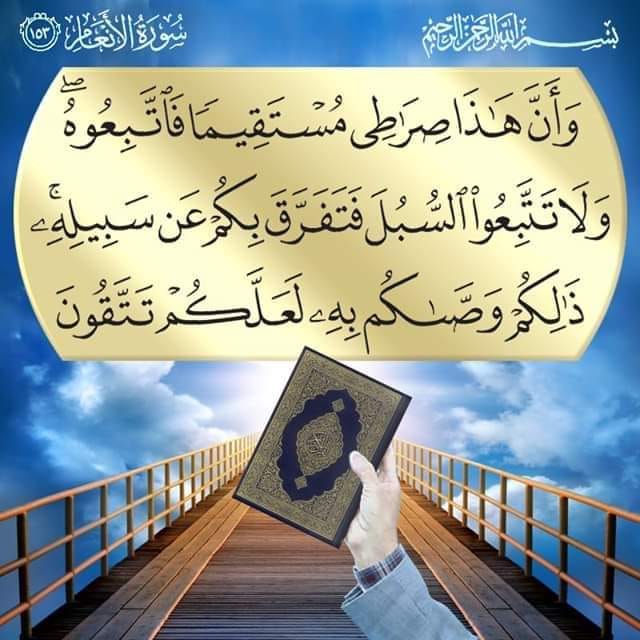 بِسْمِ اللَّهِ الرَّحْمَٰنِ الرَّحِيمِ
سُورَةُ الأَنْعَامِ ١٥٣
وَأَنَّ هَٰذَا صِرَٰطِى مُسْتَقِيمًا فَٱتَّبِعُوهُ ۖ
وَلَا تَتَّبِعُوا۟ ٱلسُّبُلَ فَتَفَرَّقَ بِكُمْ عَن سَبِيلِهِۦ ۚ
ذَٰلِكُمْ وَصَّىٰكُم بِهِۦ لَعَلَّكُمْ تَتَّقُونَ